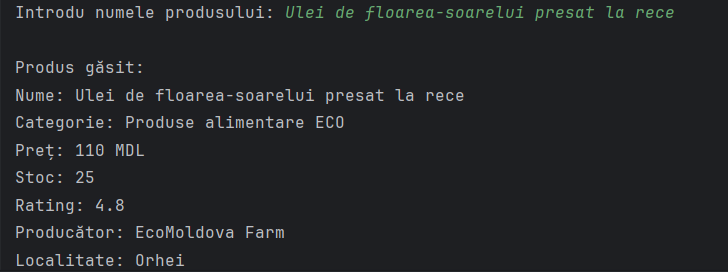 Introdu numele produsului: Ulei de floarea-soarelui presat la rece
Produs găsit:
Nume: Ulei de floarea-soarelui presat la rece
Categorie: Produse alimentare ECO
Preț: 110 MDL
Stoc: 25
Rating: 4.8
Producător: EcoMoldova Farm
Localitate: Orhei